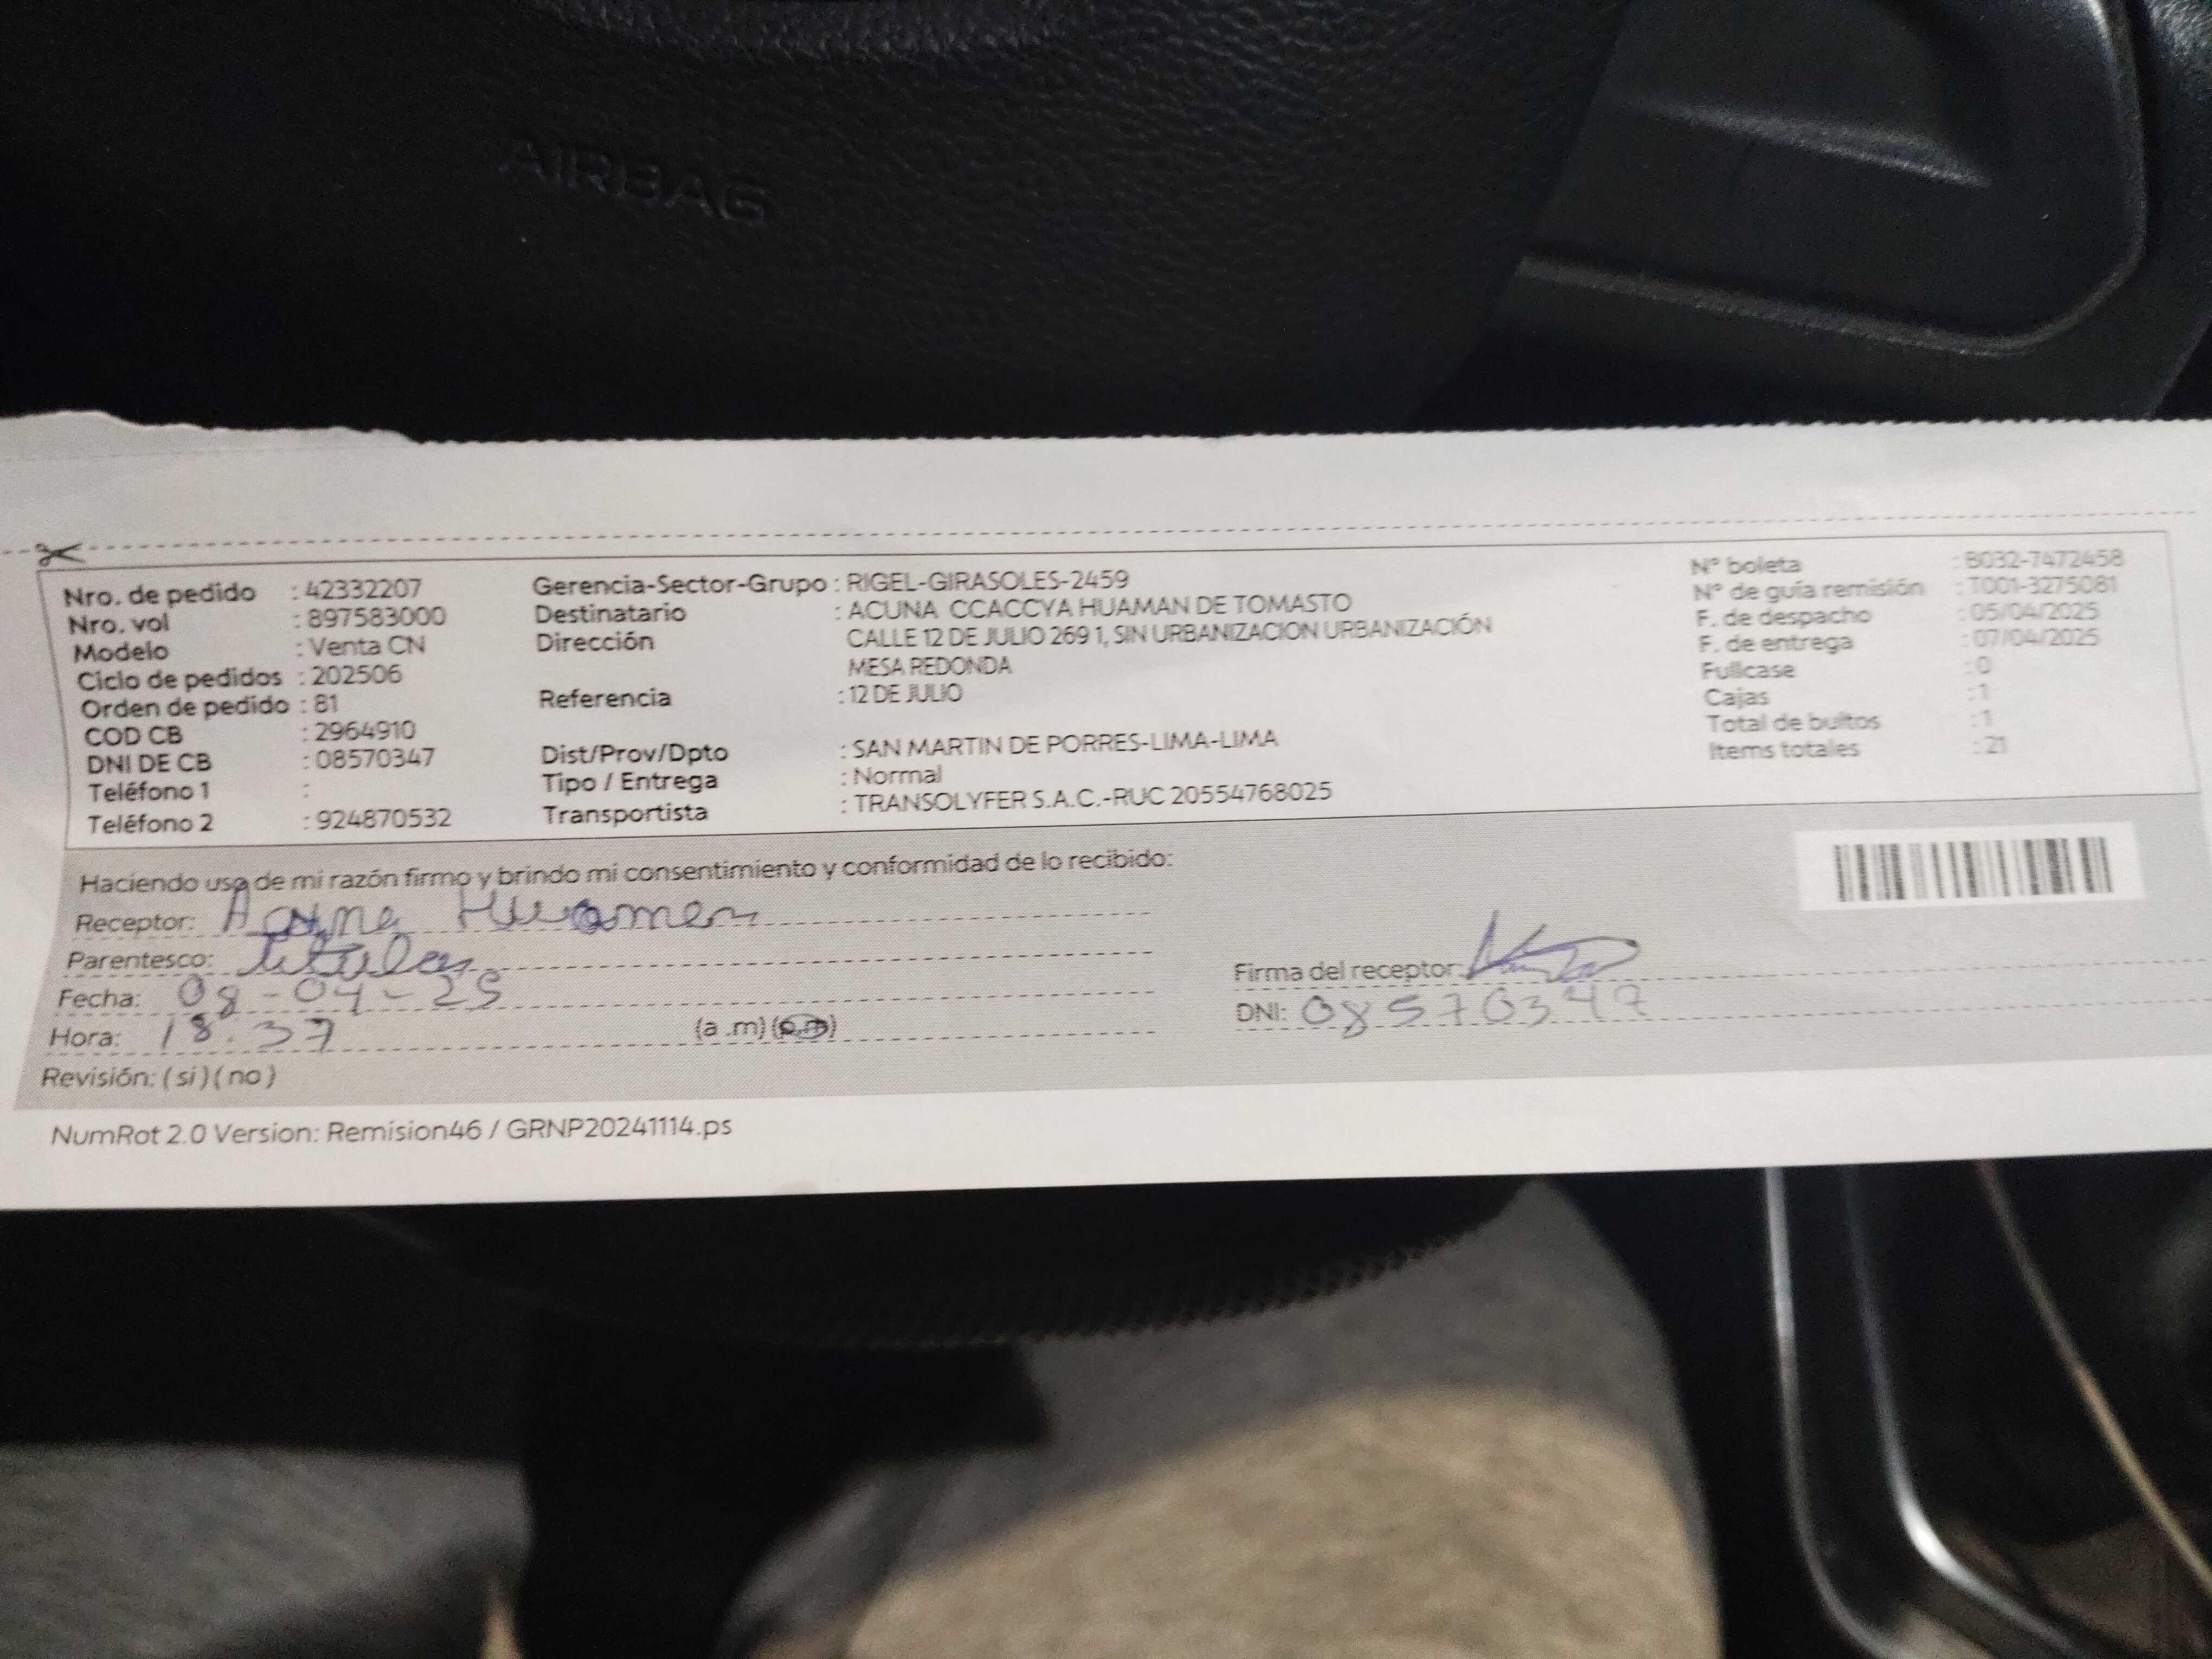 AIRBAG
Nro. de pedido : 42332207
Nro. vol : 897583000
Modelo : Venta CN
Ciclo de pedidos : 202506
Orden de pedido : 81
COD CB : 2964910
DNI DE CB : 08570347
Teléfono 1 :
Teléfono 2 : 924870532
Gerencia-Sector-Grupo : RIGEL-GIRASOLES-2459
Destinatario : ACUNA CCACCYA HUAMAN DE TOMASTO
Dirección CALLE 12 DE JULIO 269 1, SIN URBANIZACION URBANIZACIÓN
MESA REDONDA
Referencia : 12 DE JULIO
Dist/Prov/Dpto : SAN MARTIN DE PORRES-LIMA-LIMA
Tipo / Entrega : Normal
Transportista : TRANSOLYFER S.A.C.-RUC 20554768025
Nº boleta : B032-7472458
Nº de guía remisión : T001-3275081
F. de despacho : 05/04/2025
F. de entrega : 07/04/2025
Fullcase : 0
Cajas : 1
Total de bultos : 1
Items totales : 21
Haciendo uso de mi razón firmo y brindo mi consentimiento y conformidad de lo recibido:
Receptor: Huaman
Parentesco: titular
Fecha: 08-04-25
Hora: 18:37 (a .m) (p.m)
Revisión: (si) (no)
Firma del receptor:
DNI: 08570347
NumRot 2.0 Version: Remision46 / GRNP20241114.ps